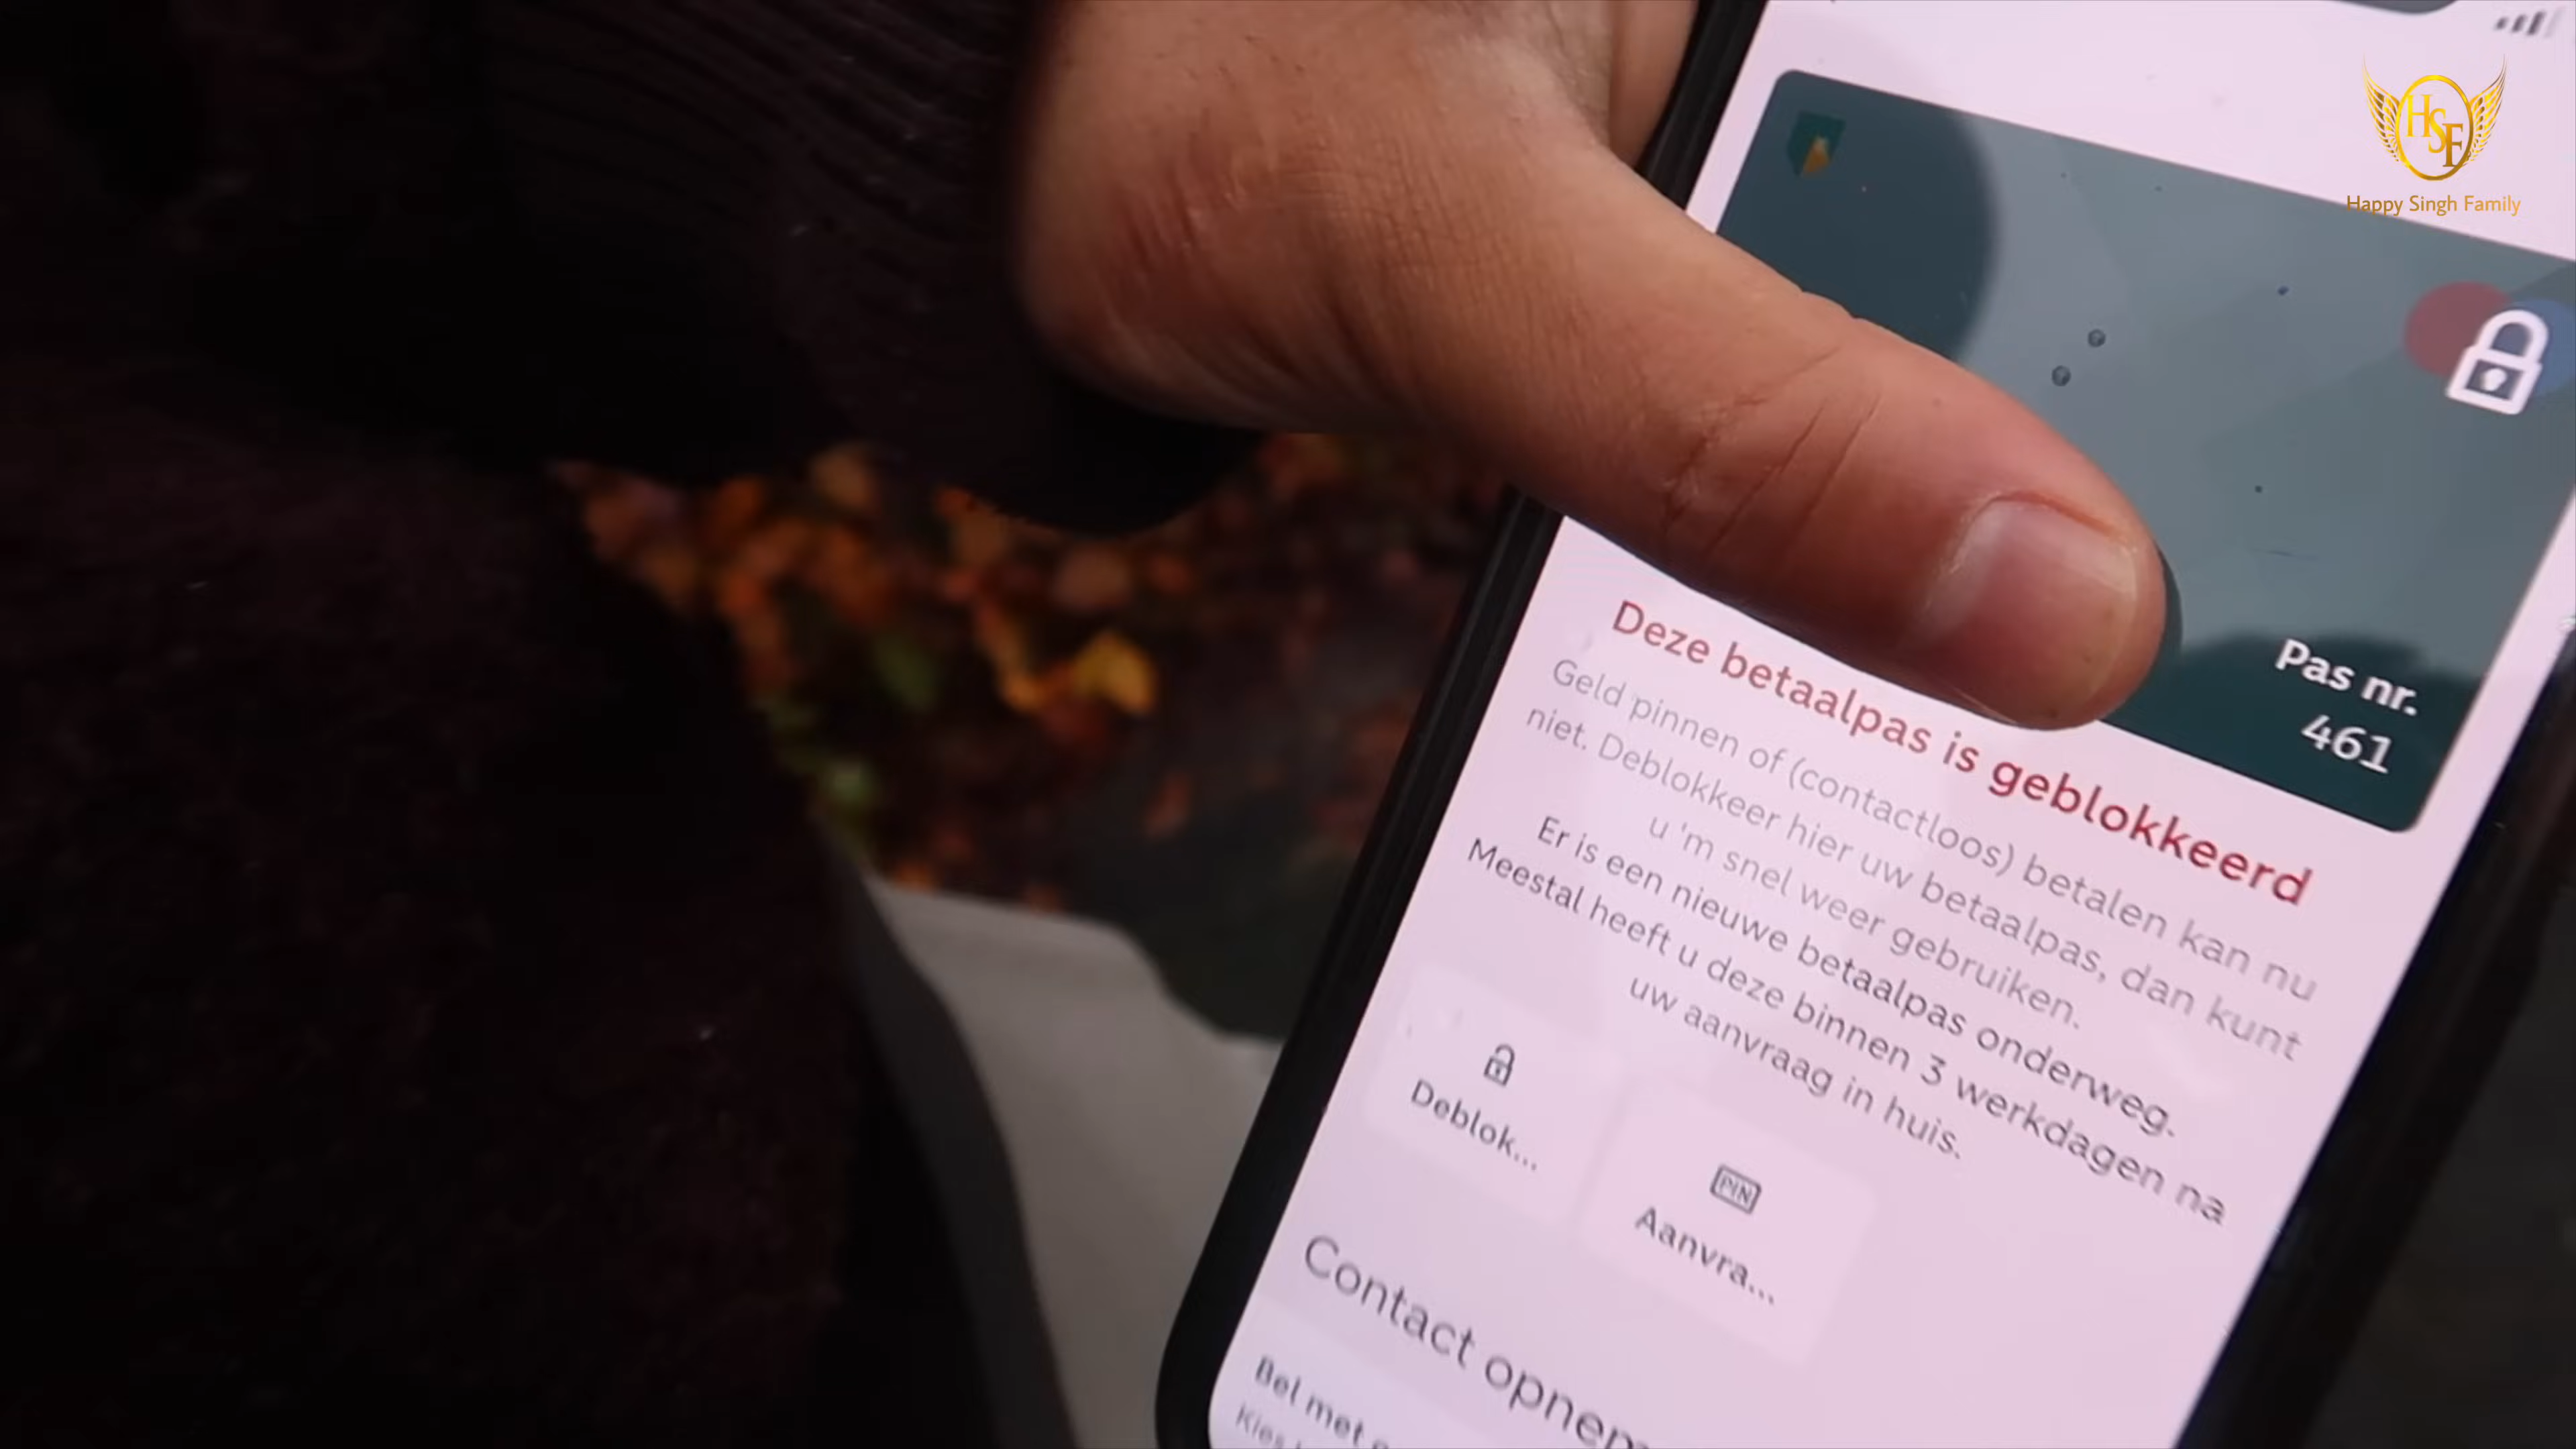 HSF
Happy Singh Family
Pas nr.
461
Deze betaalpas is geblokkeerd
Geld pinnen of (contactloos) betalen kan nu
niet. Deblokkeer hier uw betaalpas, dan kunt
u 'm snel weer gebruiken.
Er is een nieuwe betaalpas onderweg.
Meestal heeft u deze binnen 3 werkdagen na
uw aanvraag in huis.
Deblok...
PIN
Aanvra...
Contact opnem
Bel met
Kies